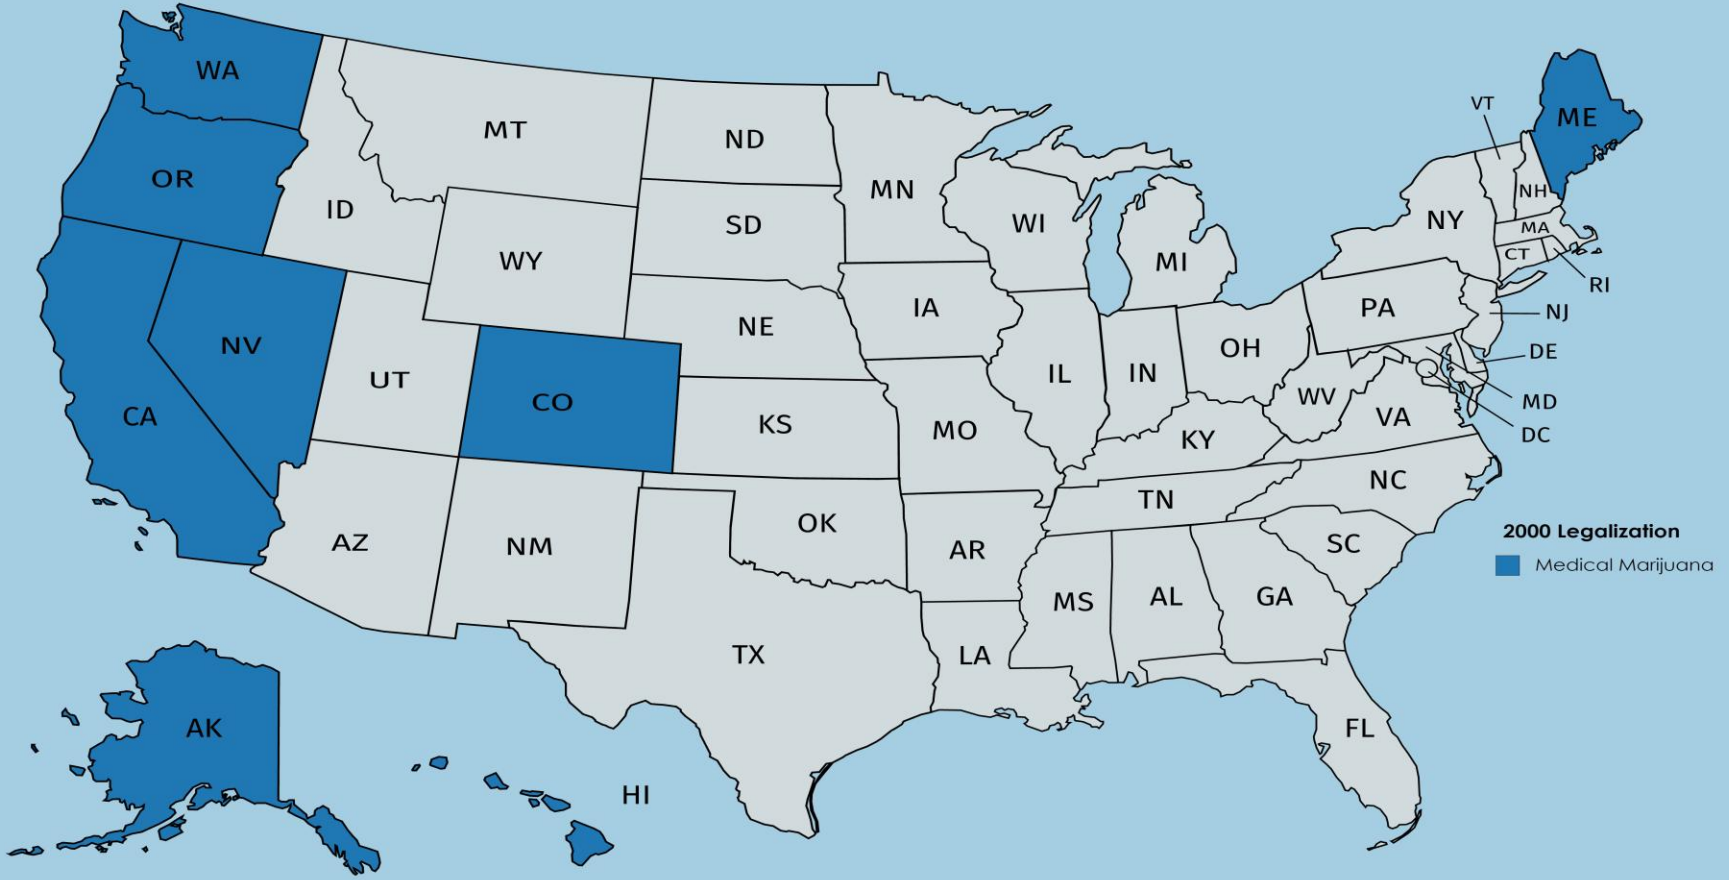 WA
MT
ND
MN
VT
ME
OR
ID
SD
WI
MI
NY
NH
MA
CT
RI
WY
NV
UT
CO
NE
IA
IL
IN
OH
PA
NJ
DE
MD
DC
CA
KS
MO
KY
WV
VA
AZ
NM
OK
AR
TN
NC
SC
2000 Legalization
Medical Marijuana
TX
LA
MS
AL
GA
FL
AK
HI